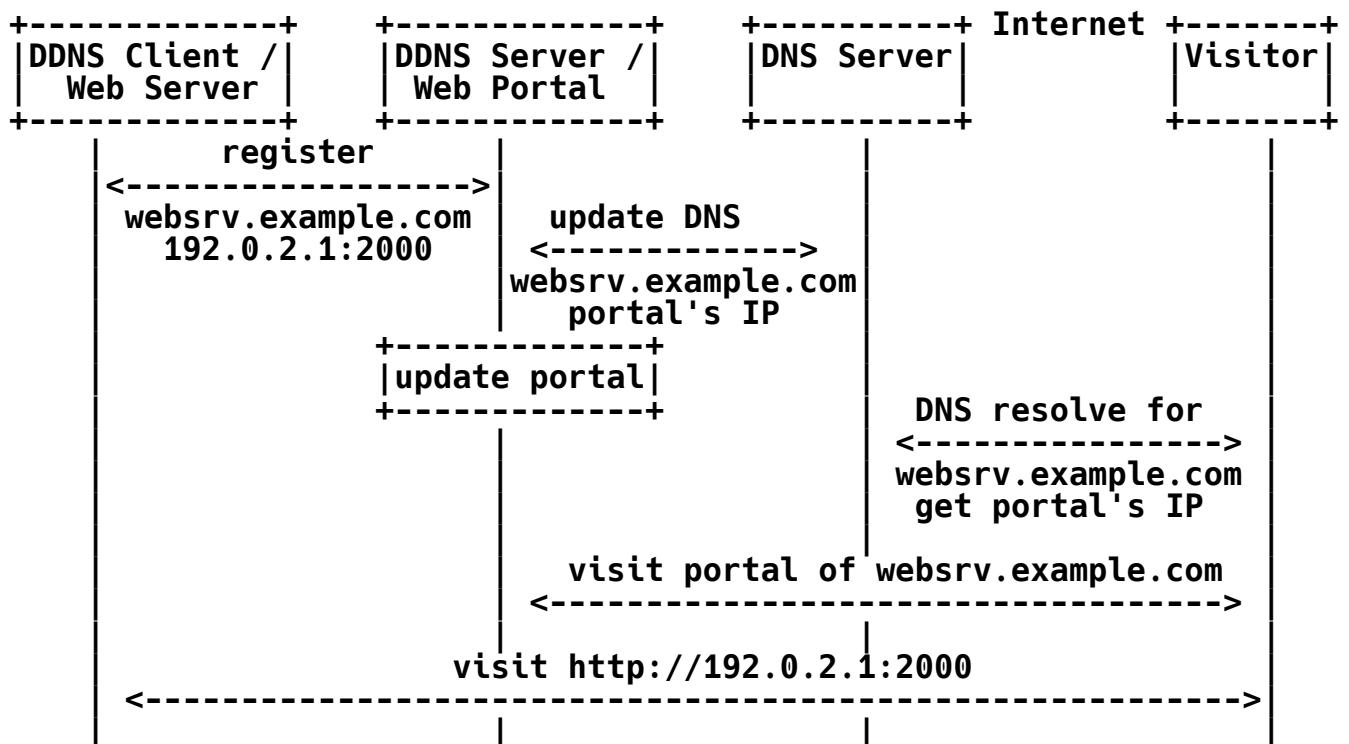 Internet
DDNS Client / DDNS Server / DNS Server Visitor
Web Server Web Portal
register
websrv.example.com update DNS
192.0.2.1:2000
websrv.example.com
portal's IP
update portal
DNS resolve for
websrv.example.com
get portal's IP
visit portal of websrv.example.com
visit http://192.0.2.1:2000